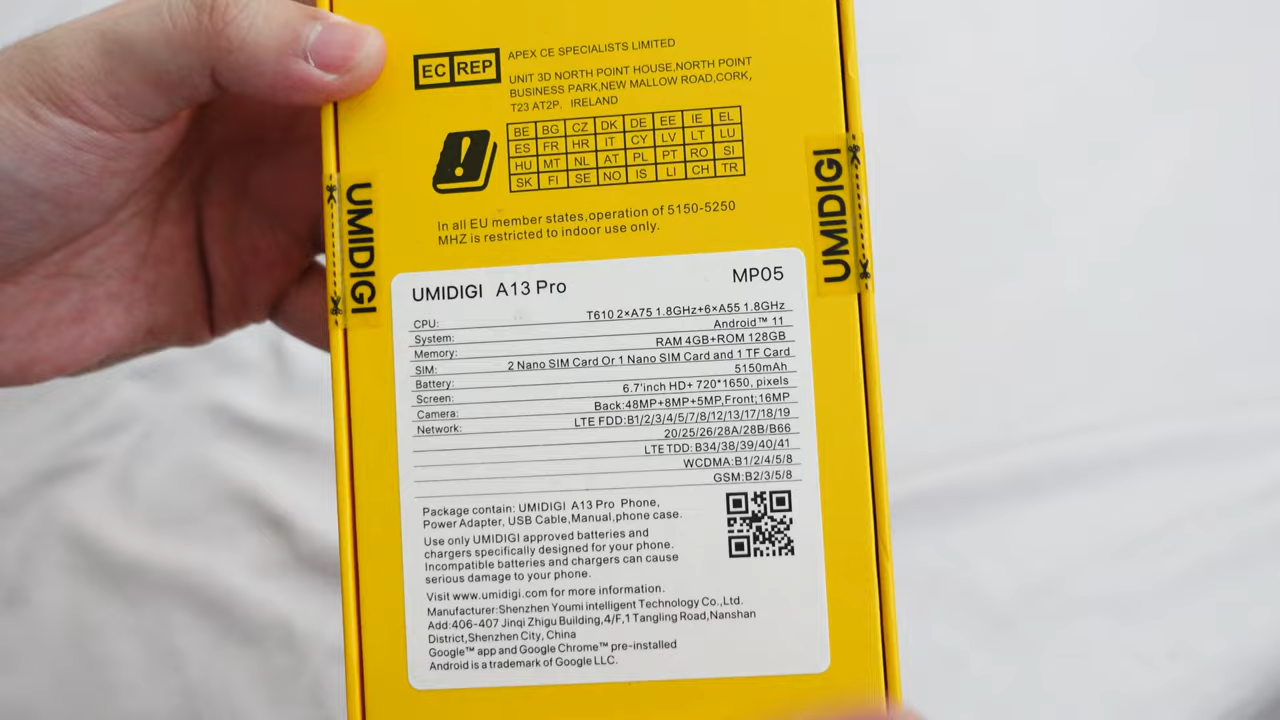 EC REP
APEX CE SPECIALISTS LIMITED
UNIT 3D NORTH POINT HOUSE,NORTH POINT
BUSINESS PARK,NEW MALLOW ROAD,CORK,
T23 AT2P, IRELAND
BE BG CZ DK DE EE IE EL
ES FR HR IT CY LV LT LU
HU MT NL AT PL PT RO SI
SK FI SE NO IS LI CH TR
In all EU member states,operation of 5150-5250
MHZ is restricted to indoor use only.
UMIDIGI
UMIDIGI
UMIDIGI A13 Pro MP05
CPU: T610 2×A75 1.8GHz+6×A55 1.8GHz
System: Android™ 11
Memory: RAM 4GB+ROM 128GB
SIM: 2 Nano SIM Card Or 1 Nano SIM Card and 1 TF Card
Battery: 5150mAh
Screen: 6.7'inch HD+ 720*1650, pixels
Camera: Back:48MP+8MP+5MP,Front;16MP
Network: LTE FDD:B1/2/3/4/5/7/8/12/13/17/18/19
20/25/26/28A/28B/B66
LTE TDD: B34/38/39/40/41
WCDMA:B1/2/4/5/8
GSM:B2/3/5/8
Package contain: UMIDIGI A13 Pro Phone,
Power Adapter, USB Cable,Manual,phone case.
Use only UMIDIGI approved batteries and
chargers specifically designed for your phone.
Incompatible batteries and chargers can cause
serious damage to your phone.
Visit www.umidigi.com for more information.
Manufacturer:Shenzhen Youmi intelligent Technology Co.,Ltd.
Add:406-407 Jinqi Zhigu Building,4/F,1 Tangling Road,Nanshan
District,Shenzhen City, China
Google™ app and Google Chrome™ pre-installed
Android is a trademark of Google LLC.